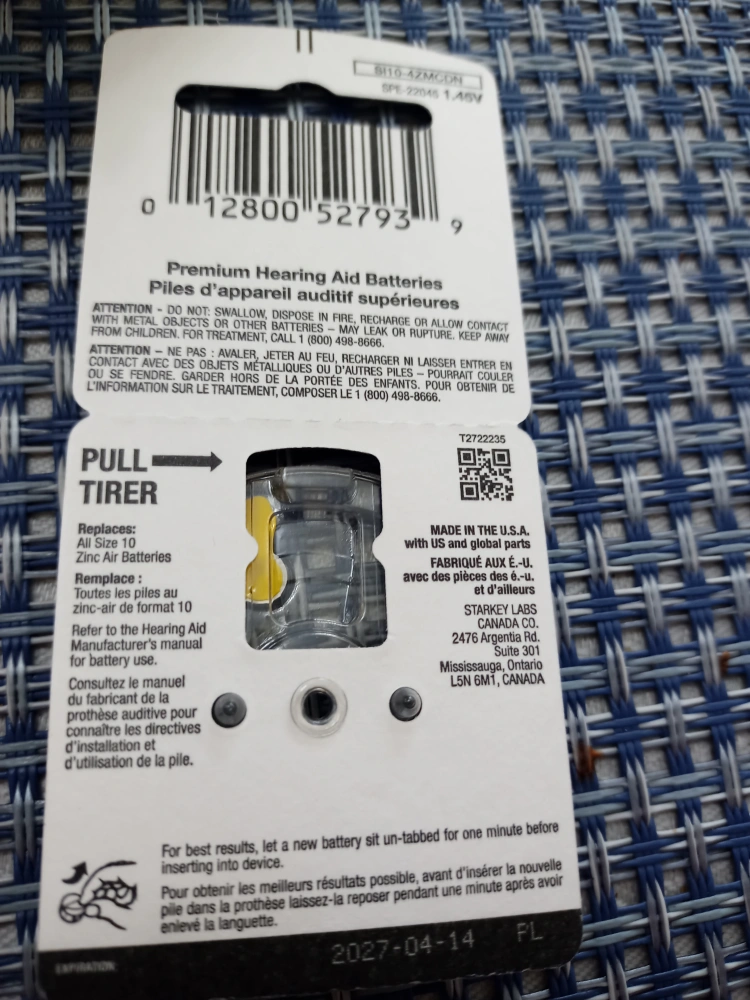 SI10-4ZMCDN
SPE-22045 1.45V
0 12800 52793 9
Premium Hearing Aid Batteries
Piles d'appareil auditif supérieures
ATTENTION - DO NOT: SWALLOW, DISPOSE IN FIRE, RECHARGE OR ALLOW CONTACT
WITH METAL OBJECTS OR OTHER BATTERIES – MAY LEAK OR RUPTURE. KEEP AWAY
FROM CHILDREN. FOR TREATMENT, CALL 1 (800) 498-8666.
ATTENTION – NE PAS : AVALER, JETER AU FEU, RECHARGER NI LAISSER ENTRER EN
CONTACT AVEC DES OBJETS MÉTALLIQUES OU D'AUTRES PILES – POURRAIT COULER
OU SE FENDRE. GARDER HORS DE LA PORTÉE DES ENFANTS. POUR OBTENIR DE
L'INFORMATION SUR LE TRAITEMENT, COMPOSER LE 1 (800) 498-8666.
PULL
TIRER
Replaces:
All Size 10
Zinc Air Batteries
Remplace :
Toutes les piles au
zinc-air de format 10
Refer to the Hearing Aid
Manufacturer's manual
for battery use.
Consultez le manuel
du fabricant de la
prothèse auditive pour
connaître les directives
d'installation et
d'utilisation de la pile.
T2722235
MADE IN THE U.S.A.
with US and global parts
FABRIQUÉ AUX É.-U.
avec des pièces des é.-u.
et d'ailleurs
STARKEY LABS
CANADA CO.
2476 Argentia Rd.
Suite 301
Mississauga, Ontario
L5N 6M1, CANADA
For best results, let a new battery sit un-tabbed for one minute before
inserting into device.
Pour obtenir les meilleurs résultats possible, avant d'insérer la nouvelle
pile dans la prothèse laissez-la reposer pendant une minute après avoir
enlevé la languette.
EXPIRATION: 2027-04-14 PL